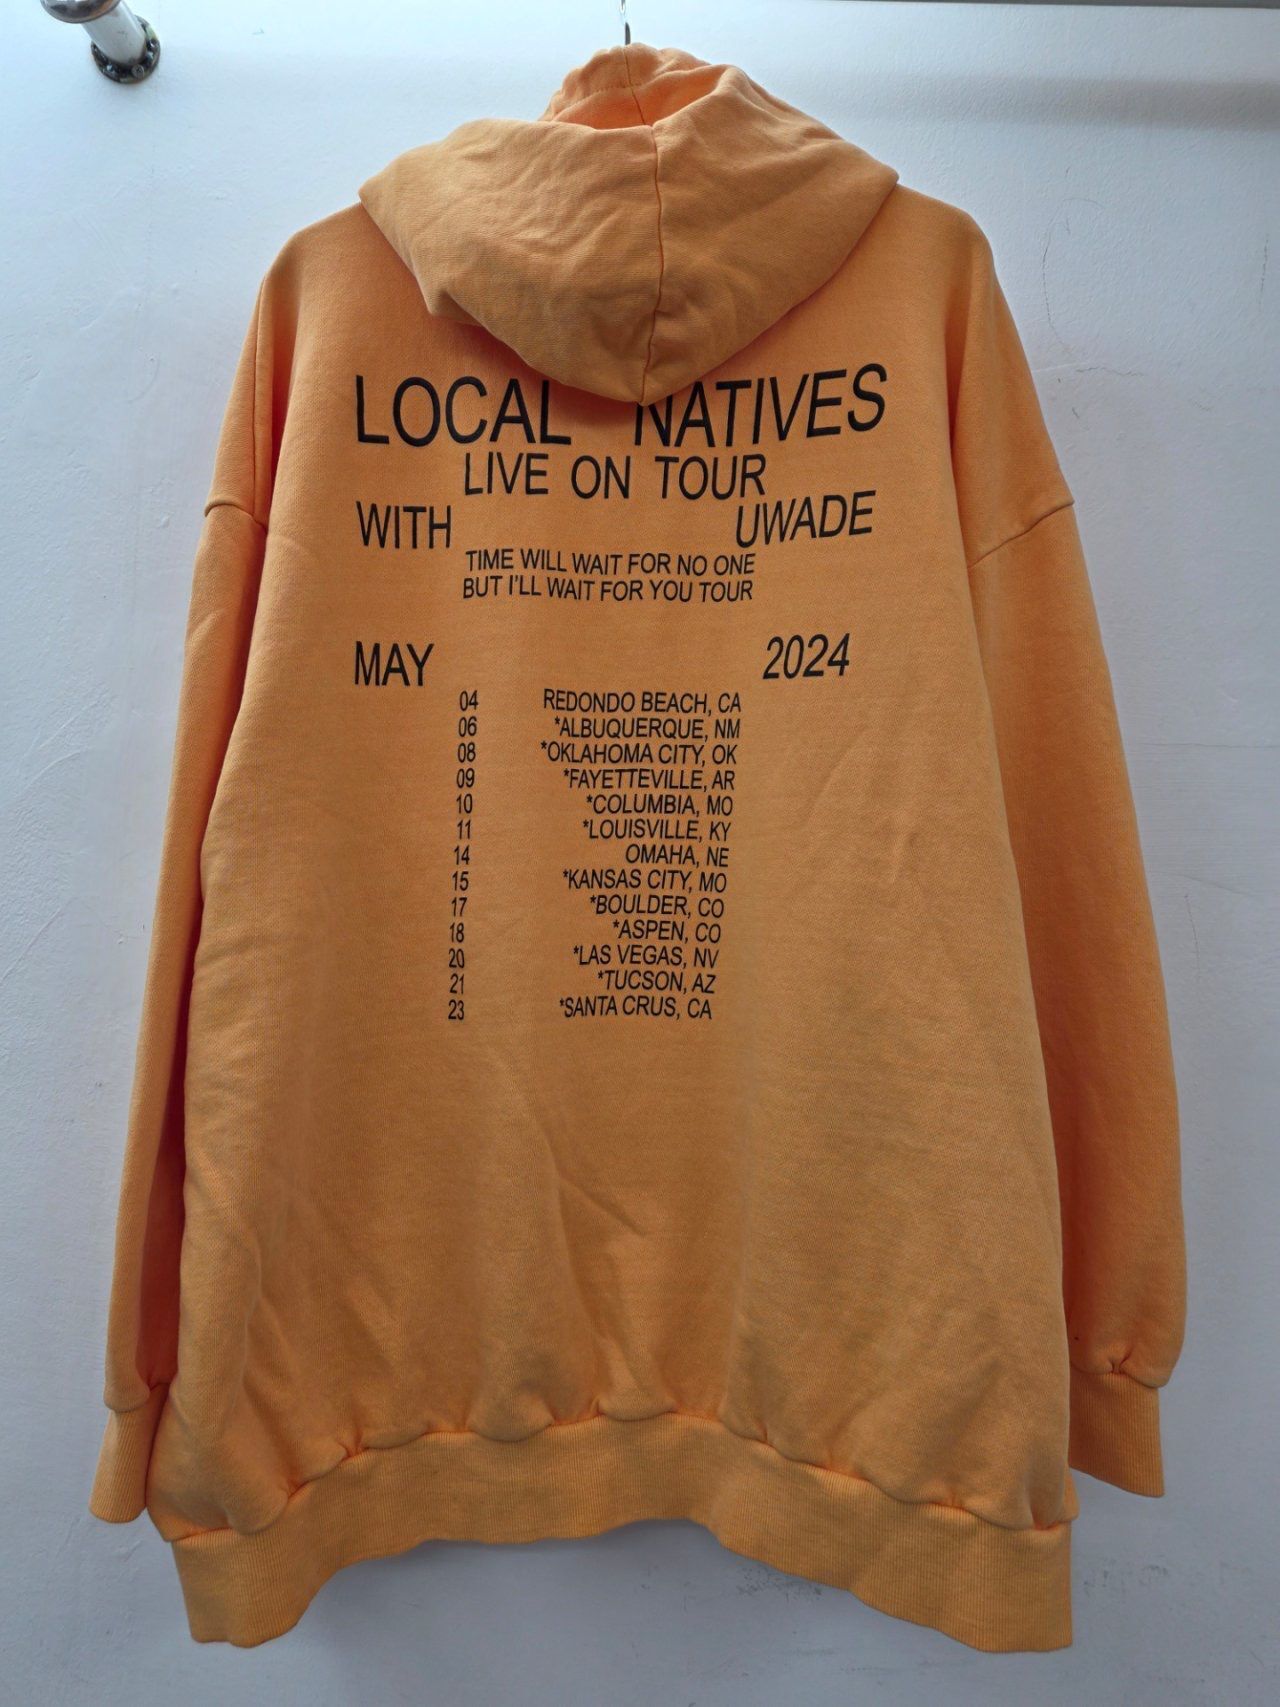 LOCAL NATIVES
LIVE ON TOUR
WITH UWADE
TIME WILL WAIT FOR NO ONE
BUT I'LL WAIT FOR YOU TOUR
MAY 2024
04 REDONDO BEACH, CA
06 *ALBUQUERQUE, NM
08 *OKLAHOMA CITY, OK
09 *FAYETTEVILLE, AR
10 *COLUMBIA, MO
11 *LOUISVILLE, KY
14 OMAHA, NE
15 *KANSAS CITY, MO
17 *BOULDER, CO
18 *ASPEN, CO
20 *LAS VEGAS, NV
21 *TUCSON, AZ
23 *SANTA CRUS, CA